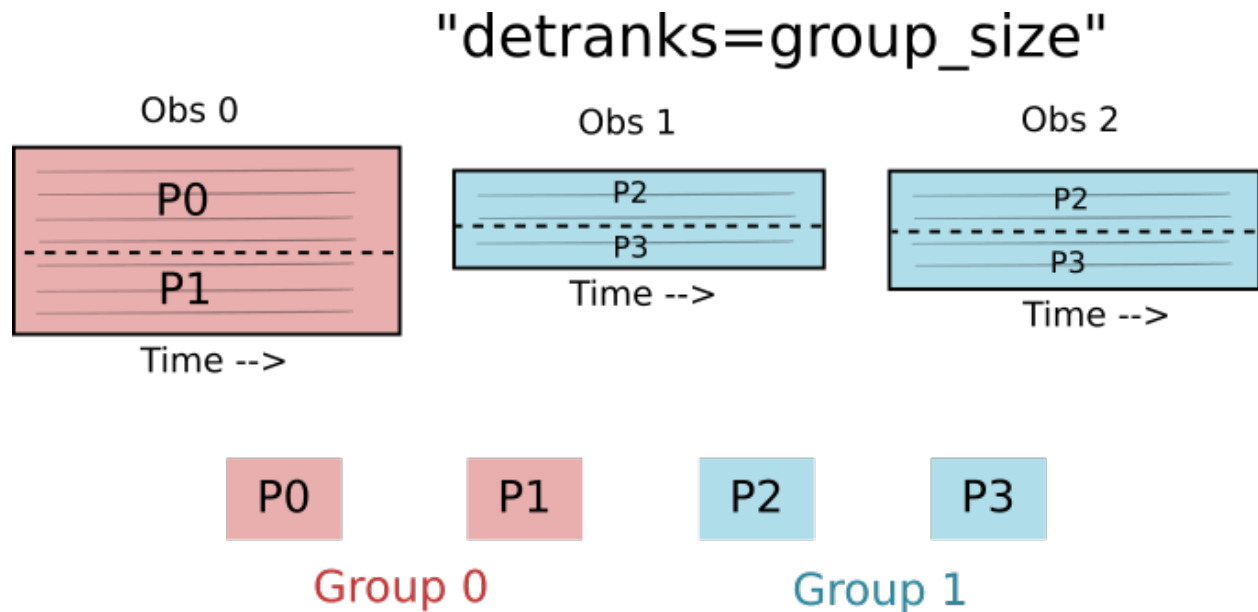 "detranks=group_size"
Obs 0
Obs 1
Obs 2
P0
P1
Time -->
P2
P3
Time -->
P2
P3
Time -->
P0
P1
P2
P3
Group 0
Group 1